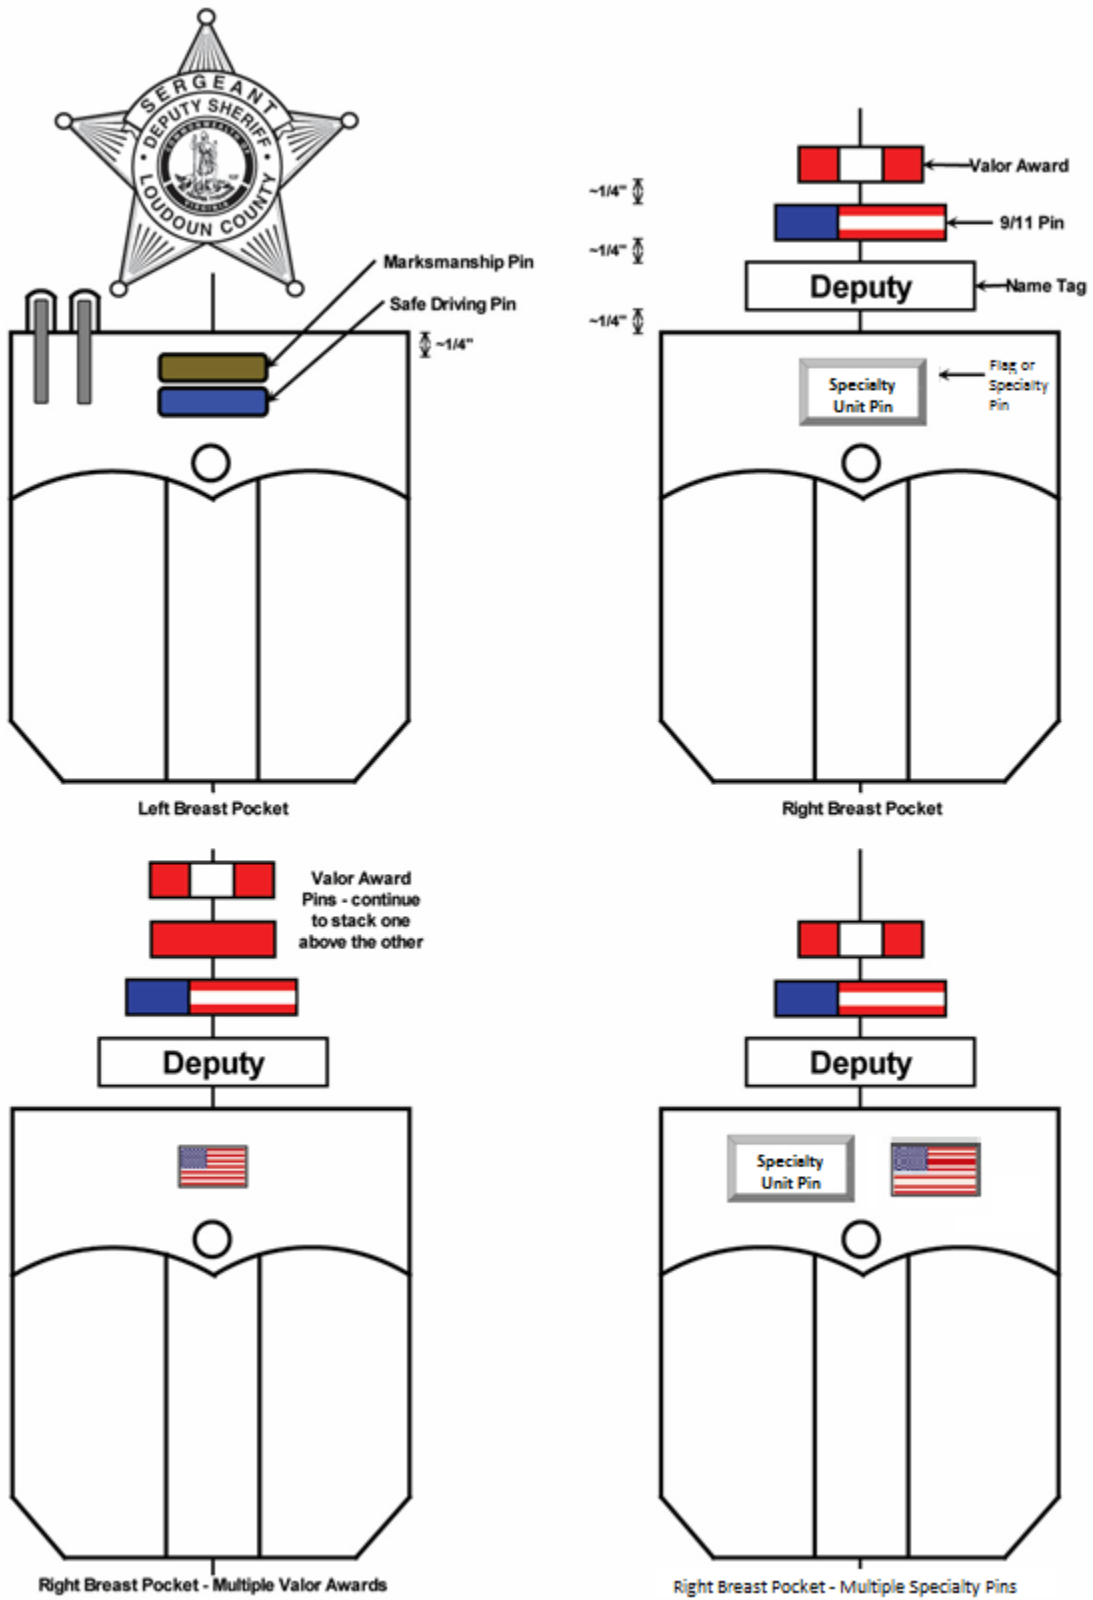 SERGEANT
DEPUTY SHERIFF
COMMONWEALTH OF
VIRGINIA
LOUDOUN COUNTY
Marksmanship Pin
Safe Driving Pin
~1/4"
Left Breast Pocket
Valor Award
~1/4"
9/11 Pin
~1/4"
Deputy
Name Tag
~1/4"
Specialty
Unit Pin
Flag or
Specialty
Pin
Right Breast Pocket
Valor Award
Pins - continue
to stack one
above the other
Deputy
Right Breast Pocket - Multiple Valor Awards
Deputy
Specialty
Unit Pin
Right Breast Pocket - Multiple Specialty Pins